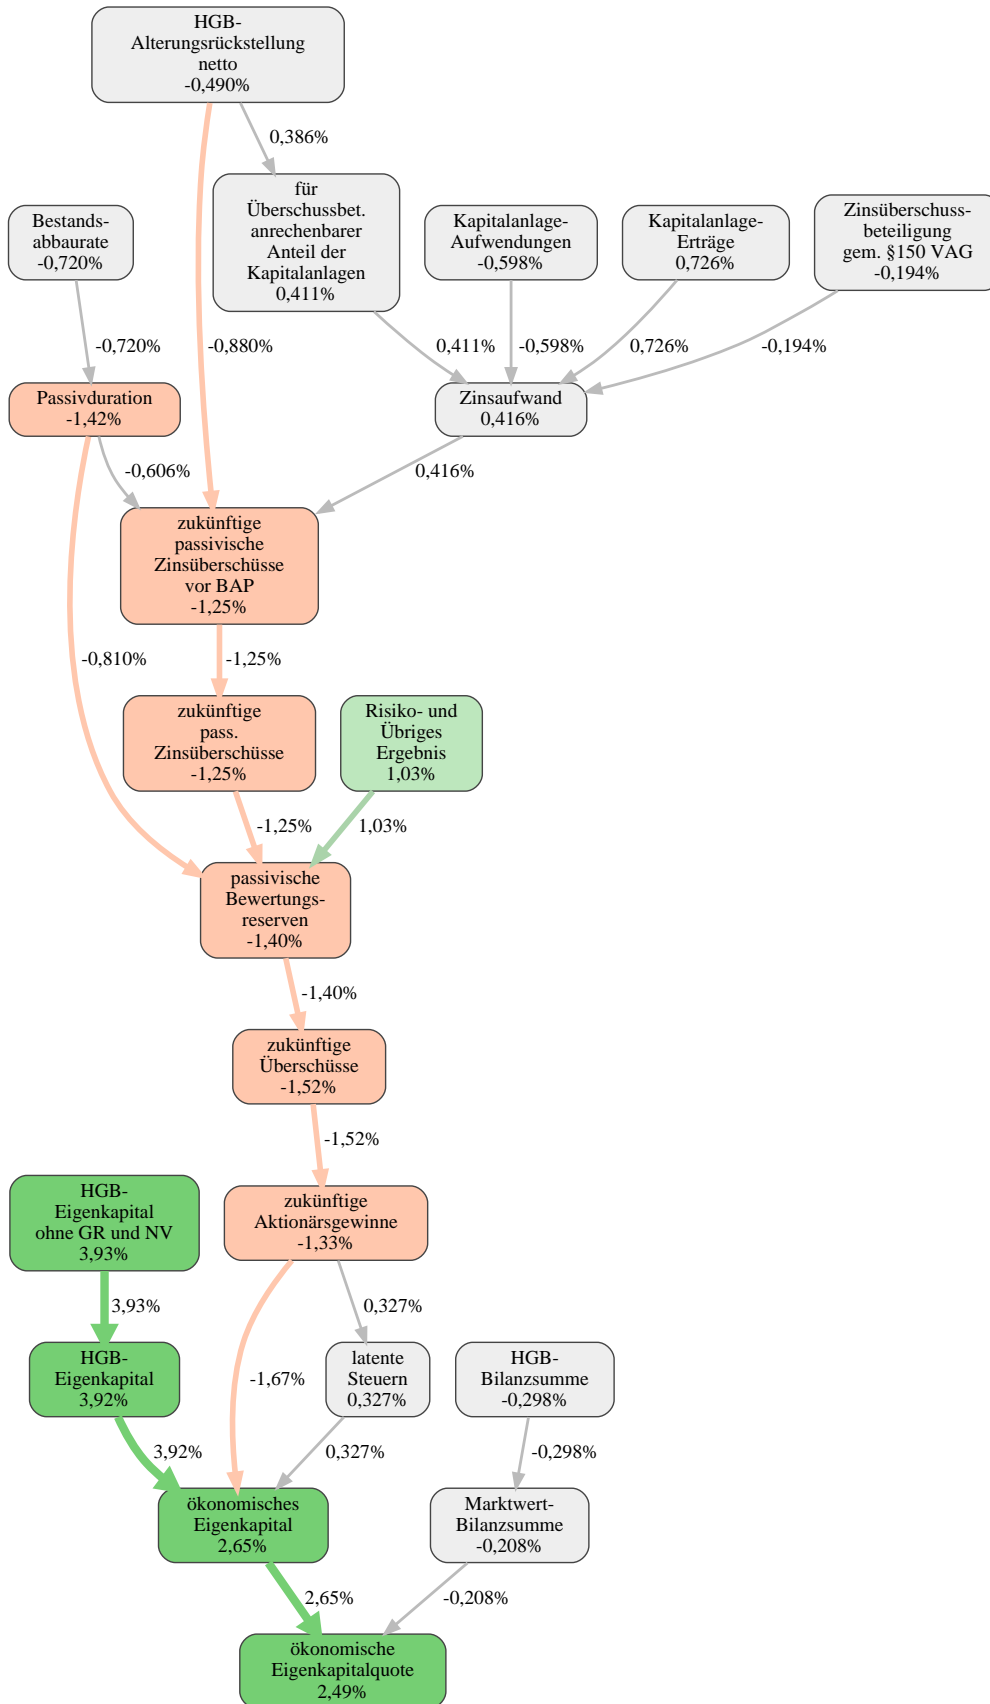 HGB-
Alterungsrückstellung
netto
-0,490%
0,386%
für
Überschussbet.
anrechenbarer
Anteil der
Kapitalanlagen
0,411%
Bestands-
abbaurate
-0,720%
Kapitalanlage-
Aufwendungen
-0,598%
Kapitalanlage-
Erträge
0,726%
Zinsüberschuss-
beteiligung
gem. §150 VAG
-0,194%
-0,720%
-0,880%
0,411%
-0,598%
0,726%
-0,194%
Passivduration
-1,42%
Zinsaufwand
0,416%
-0,606%
0,416%
zukünftige
passivische
Zinsüberschüsse
vor BAP
-1,25%
-0,810%
-1,25%
zukünftige
pass.
Zinsüberschüsse
-1,25%
Risiko- und
Übriges
Ergebnis
1,03%
-1,25%
1,03%
passivische
Bewertungs-
reserven
-1,40%
-1,40%
zukünftige
Überschüsse
-1,52%
-1,52%
HGB-
Eigenkapital
ohne GR und NV
3,93%
zukünftige
Aktionärsgewinne
-1,33%
3,93%
0,327%
HGB-
Eigenkapital
3,92%
-1,67%
latente
Steuern
0,327%
HGB-
Bilanzsumme
-0,298%
3,92%
0,327%
-0,298%
ökonomisches
Eigenkapital
2,65%
Marktwert-
Bilanzsumme
-0,208%
2,65%
-0,208%
ökonomische
Eigenkapitalquote
2,49%